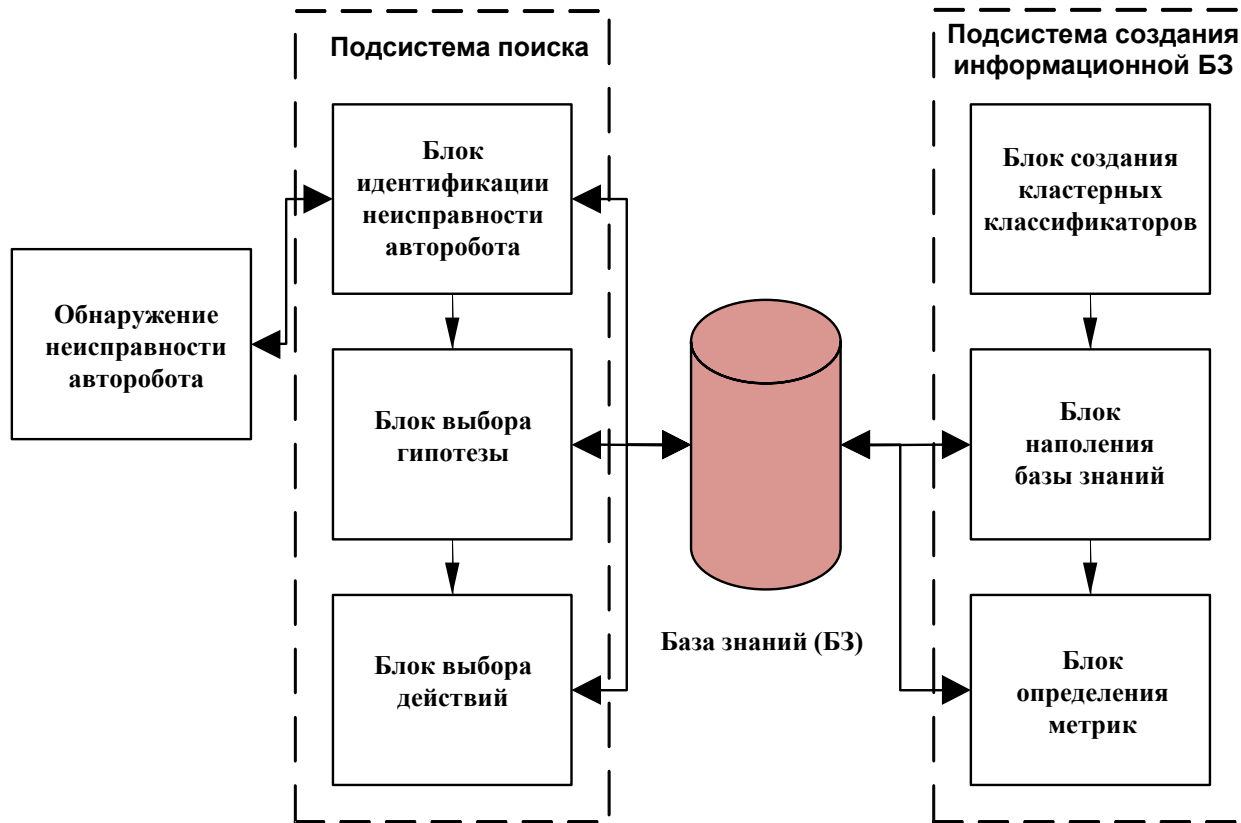 Подсистема поиска
Блок
идентификации
неисправности
авторобота
Обнаружение
неисправности
авторобота
Блок выбора
гипотезы
Блок выбора
действий
База знаний (БЗ)
Подсистема создания
информационной БЗ
Блок создания
кластерных
классификаторов
Блок
наполения
базы знаний
Блок
определения
метрик